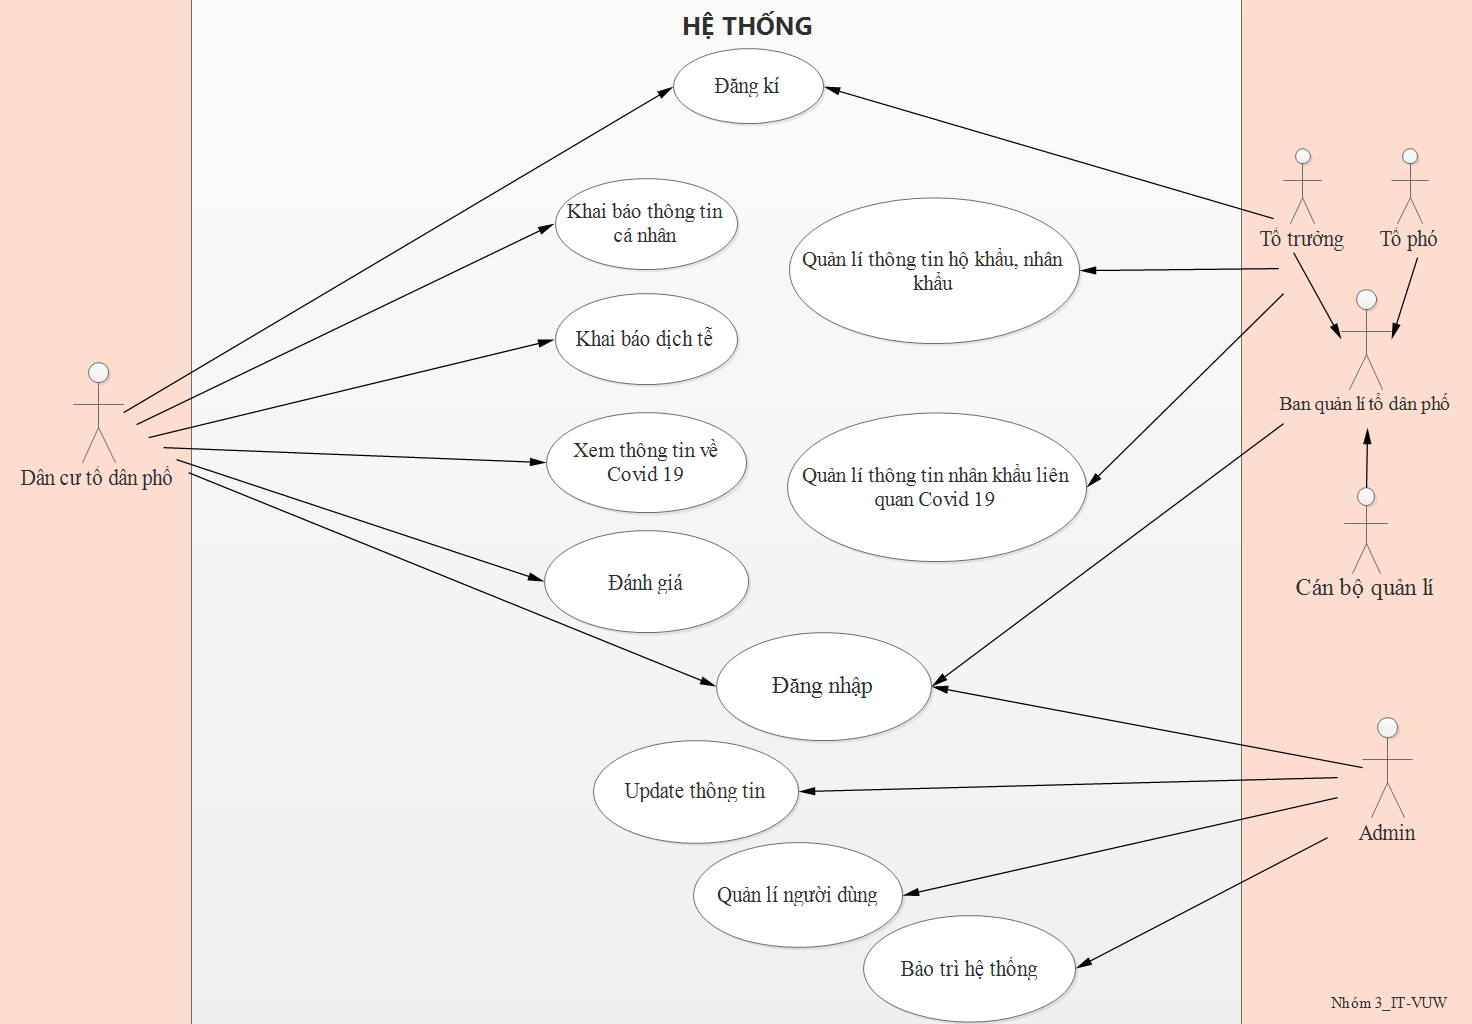 HỆ THỐNG
Đăng kí
Khai báo thông tin
cá nhân
Quản lí thông tin hộ khẩu, nhân
khẩu
Tổ trưởng
Tổ phó
Khai báo dịch tễ
Ban quản lí tổ dân phố
Dân cư tổ dân phố
Xem thông tin về
Covid 19
Quản lí thông tin nhân khẩu liên
quan Covid 19
Đánh giá
Cán bộ quản lí
Đăng nhập
Update thông tin
Admin
Quản lí người dùng
Bảo trì hệ thống
Nhóm 3_IT-VUW